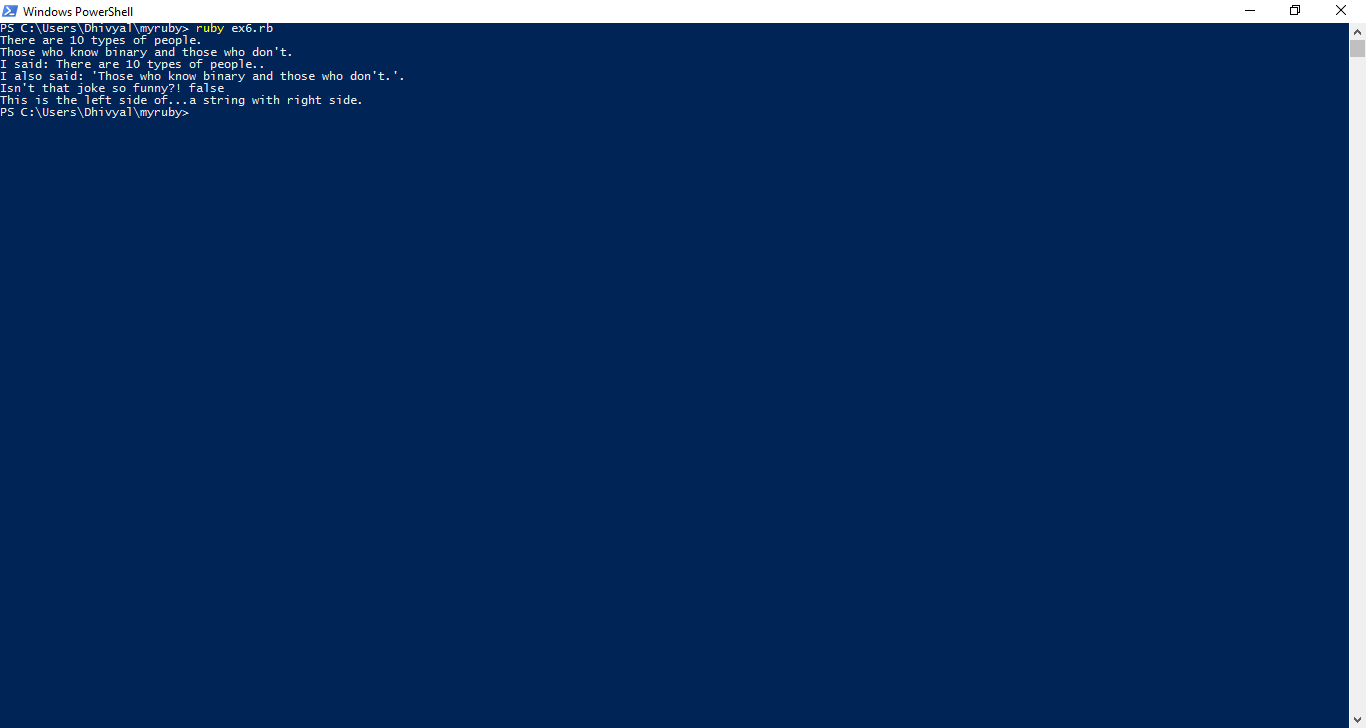 Windows PowerShell
PS C:\Users\Dhivyal\myruby> ruby ex6.rb
There are 10 types of people.
Those who know binary and those who don't.
I said: There are 10 types of people..
I also said: 'Those who know binary and those who don't.'.
Isn't that joke so funny?! false
This is the left side of...a string with right side.
PS C:\Users\Dhivyal\myruby>